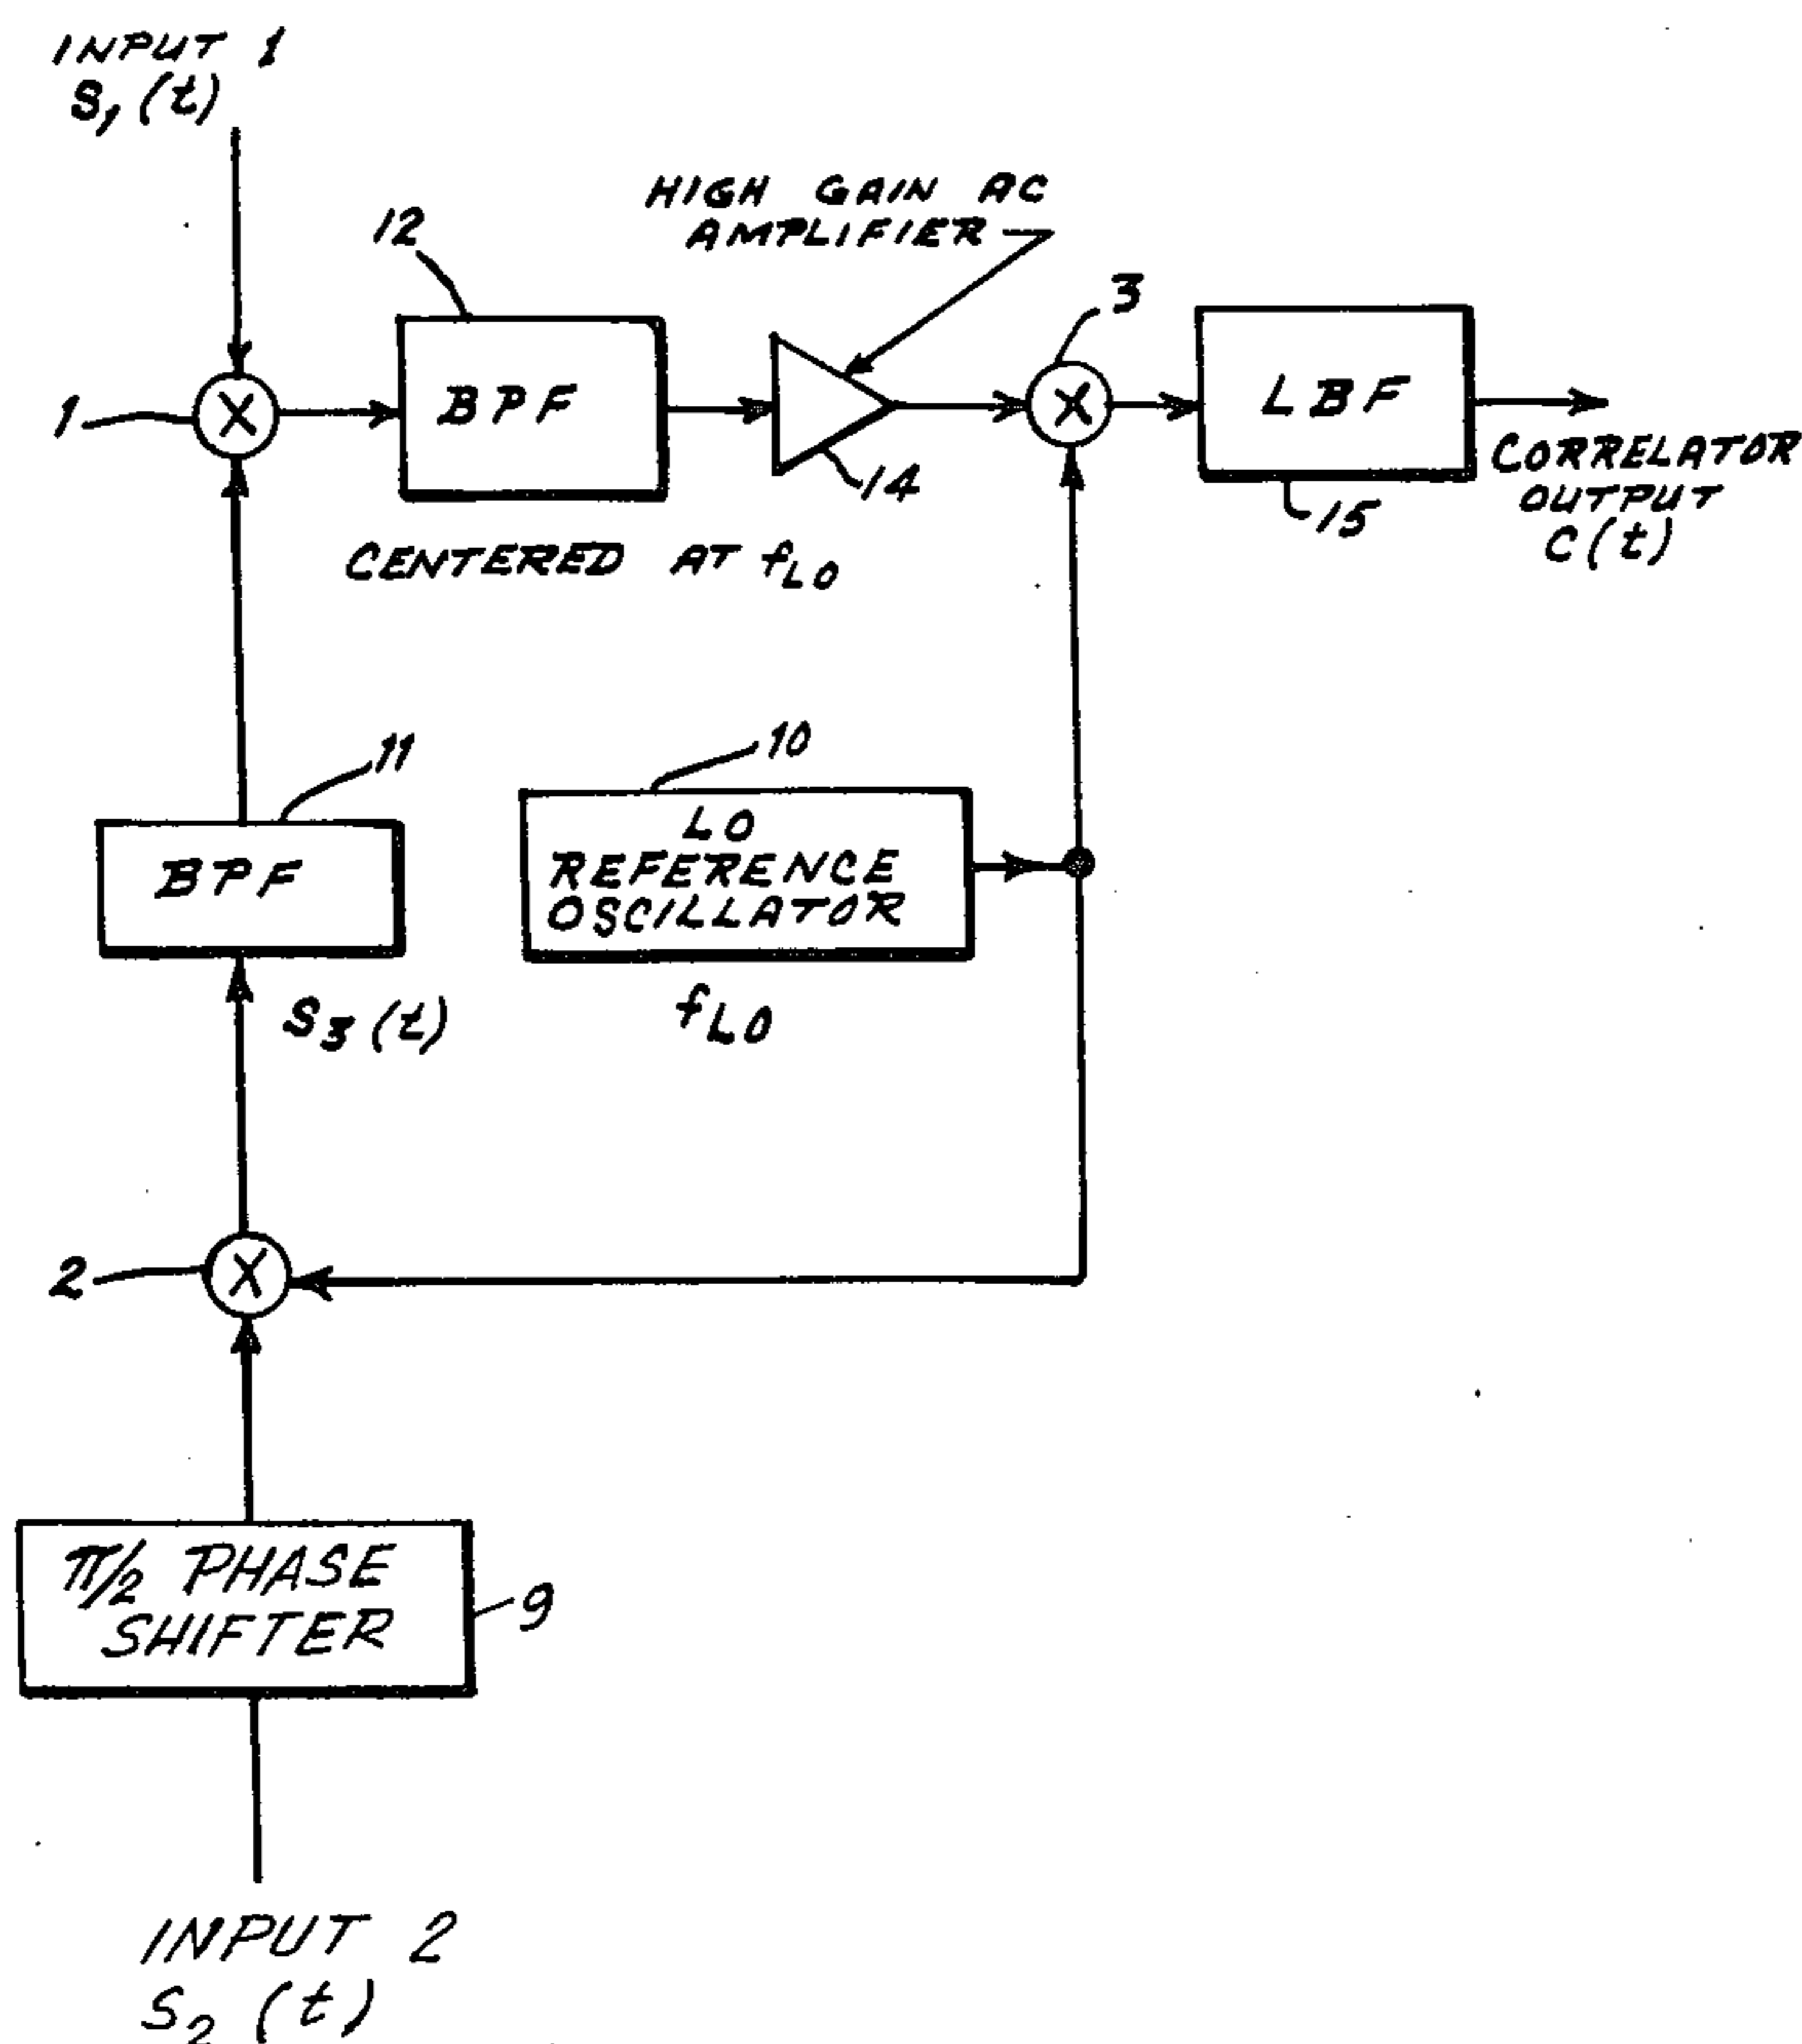 INPUT 1
S1(t)
HIGH GAIN AC
AMPLIFIER
12
3
1
BPF
LBF
14
15
CORRELATOR
OUTPUT
C(t)
CENTERED AT fLO
11
10
BPF
LO
REFERENCE
OSCILLATOR
S3(t)
fLO
2
π/2 PHASE
SHIFTER
9
INPUT 2
S2(t)